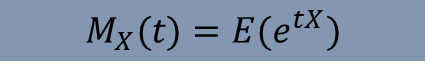 M_X(t) = E(e^{tX})